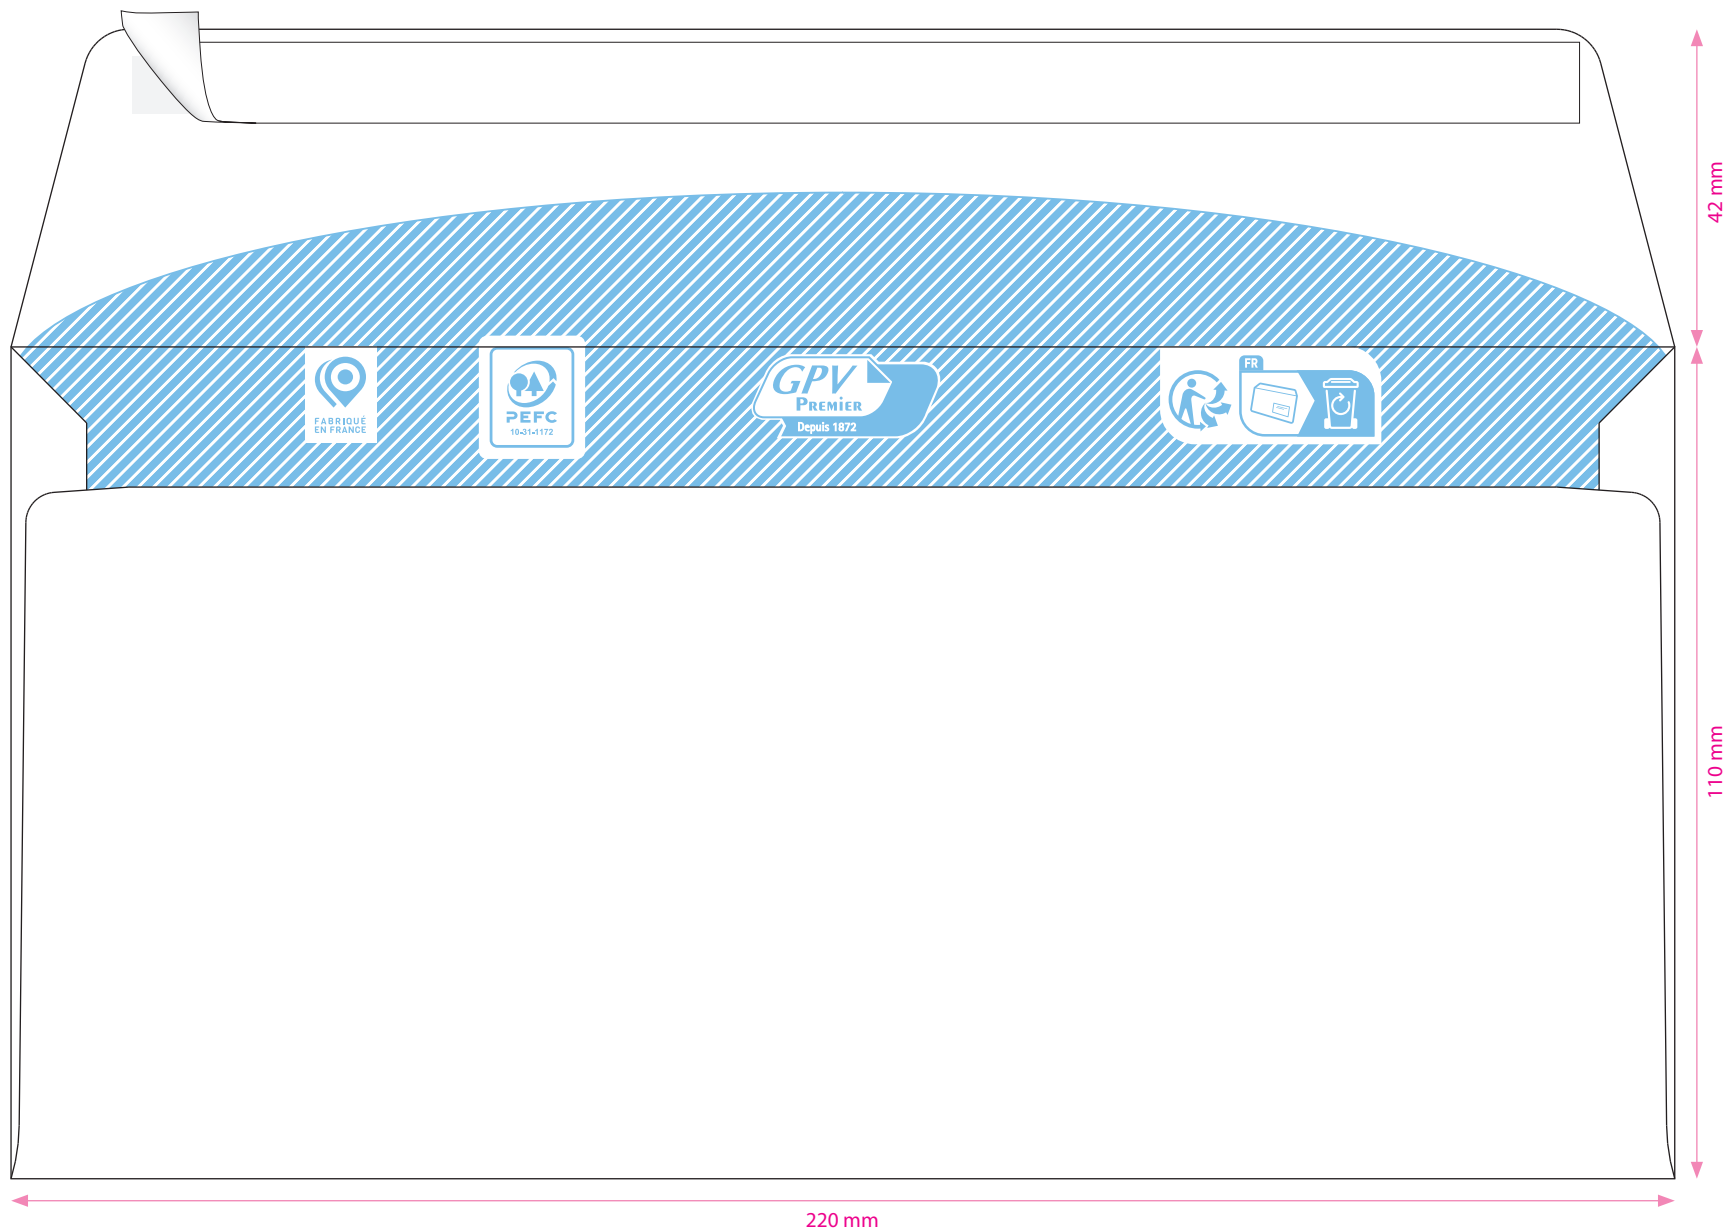 42 mm
FABRIQUÉ
EN FRANCE
PEFC
10-31-1172
GPV
PREMiER
Depuis 1872
FR
110 mm
220 mm